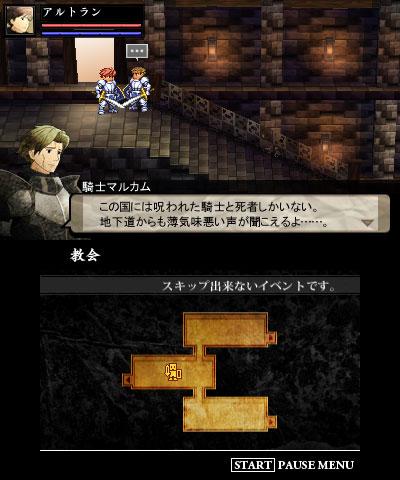 アルトラン
騎士マルカム
この国には呪われた騎士と死者しかいない。
地下道からも薄気味悪い声が聞こえるよ……。
教会
スキップ出来ないイベントです。
START PAUSE MENU